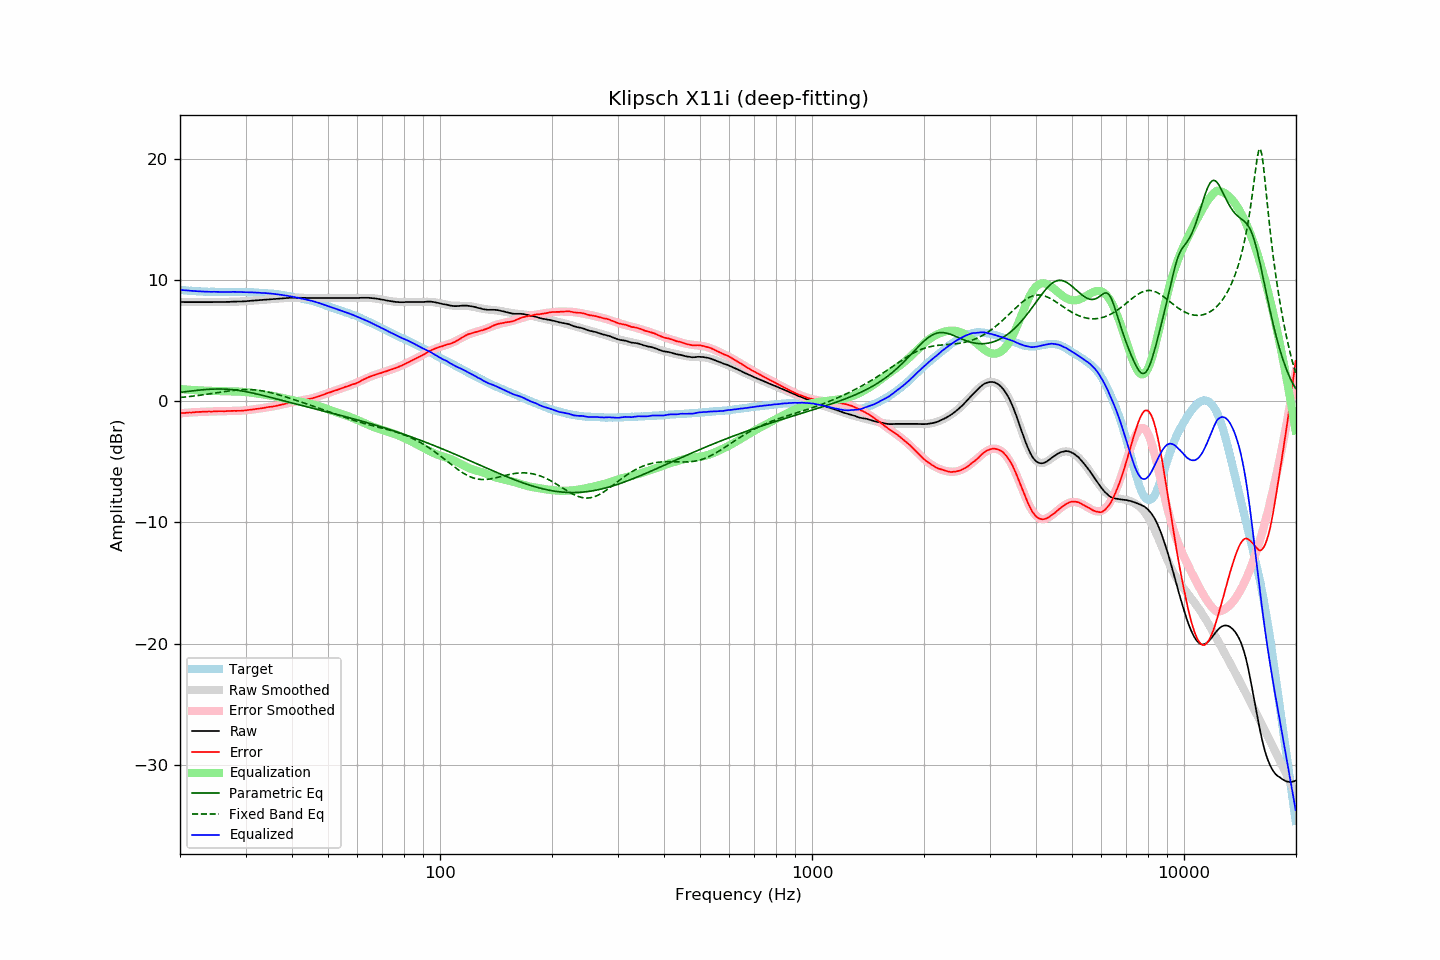 Klipsch X11i (deep-fitting)
20
10
0
−10
−20
−30
Amplitude (dBr)
Target
Raw Smoothed
Error Smoothed
Raw
Error
Equalization
Parametric Eq
Fixed Band Eq
Equalized
100 1000 10000
Frequency (Hz)